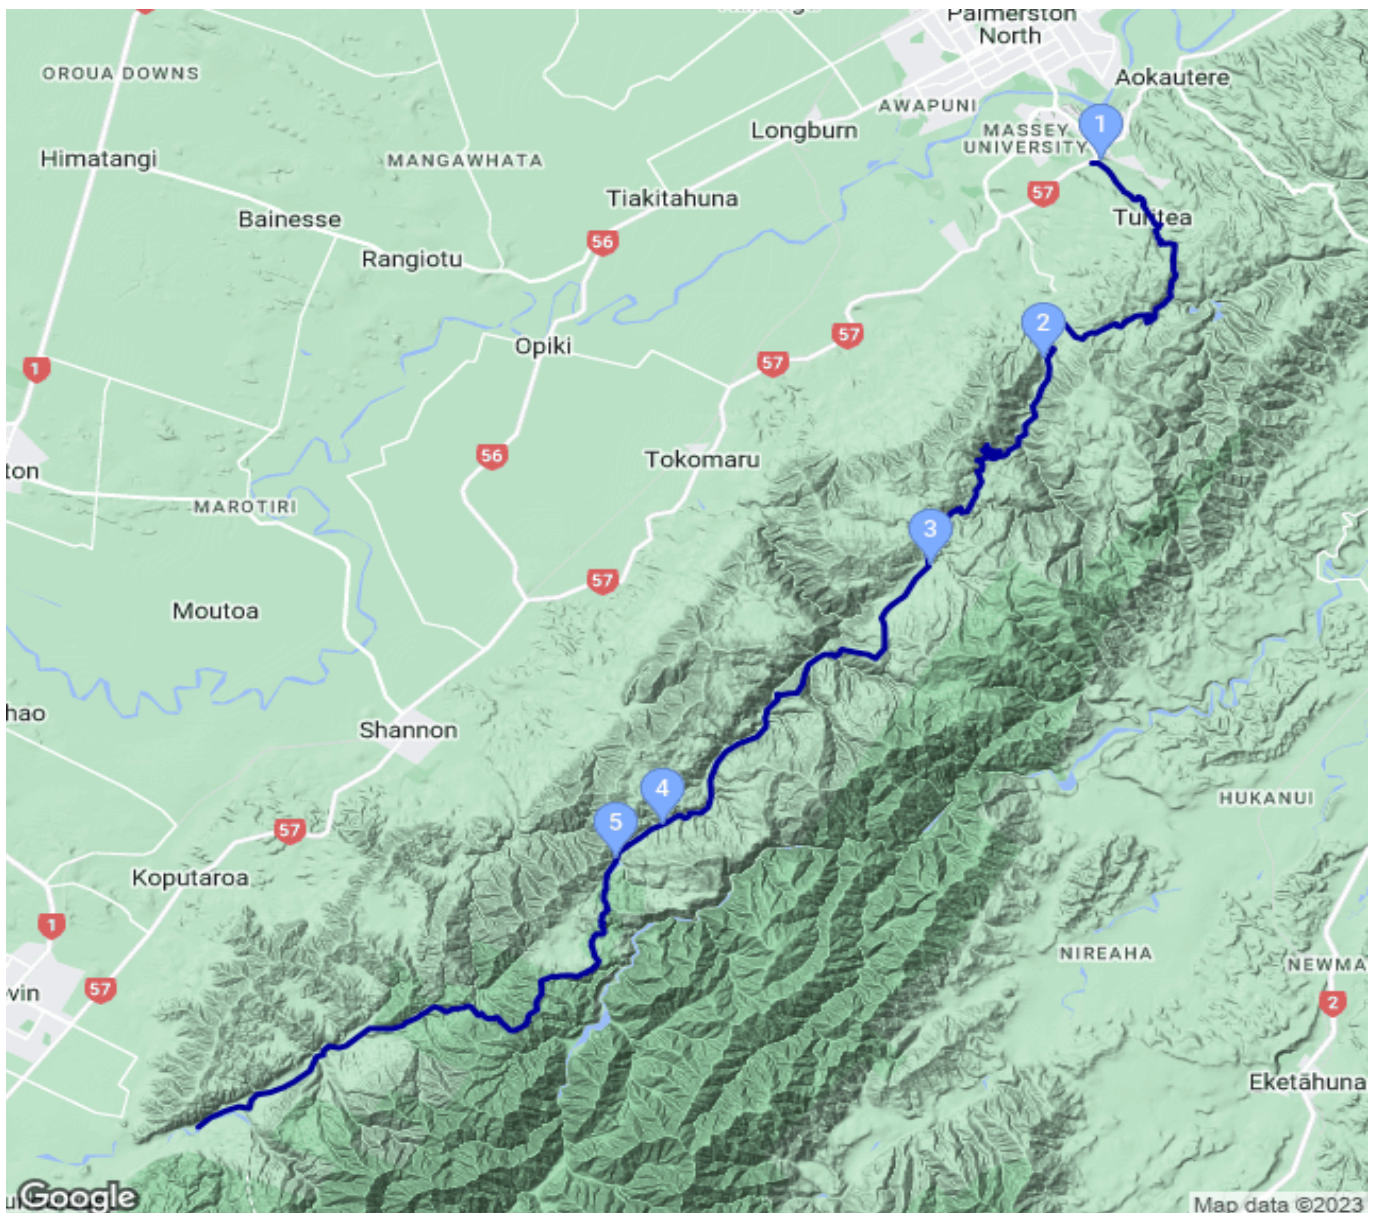 Palmerston
North
OROUA DOWNS
Aokautere
AWAPUNI
1
Longburn
MASSEY
UNIVERSITY
Himatangi
MANGAWHATA
57
Tiakitahuna
Bainesse
Turitea
56
Rangiotu
2
57
Opiki
57
1
56
Tokomaru
ton
MAROTIRI
3
57
Moutoa
hao
Shannon
4
HUKANUI
5
57
Koputaroa
1
NIREAHA
NEWMA
vin
57
2
Eketāhuna
Google
Map data ©2023